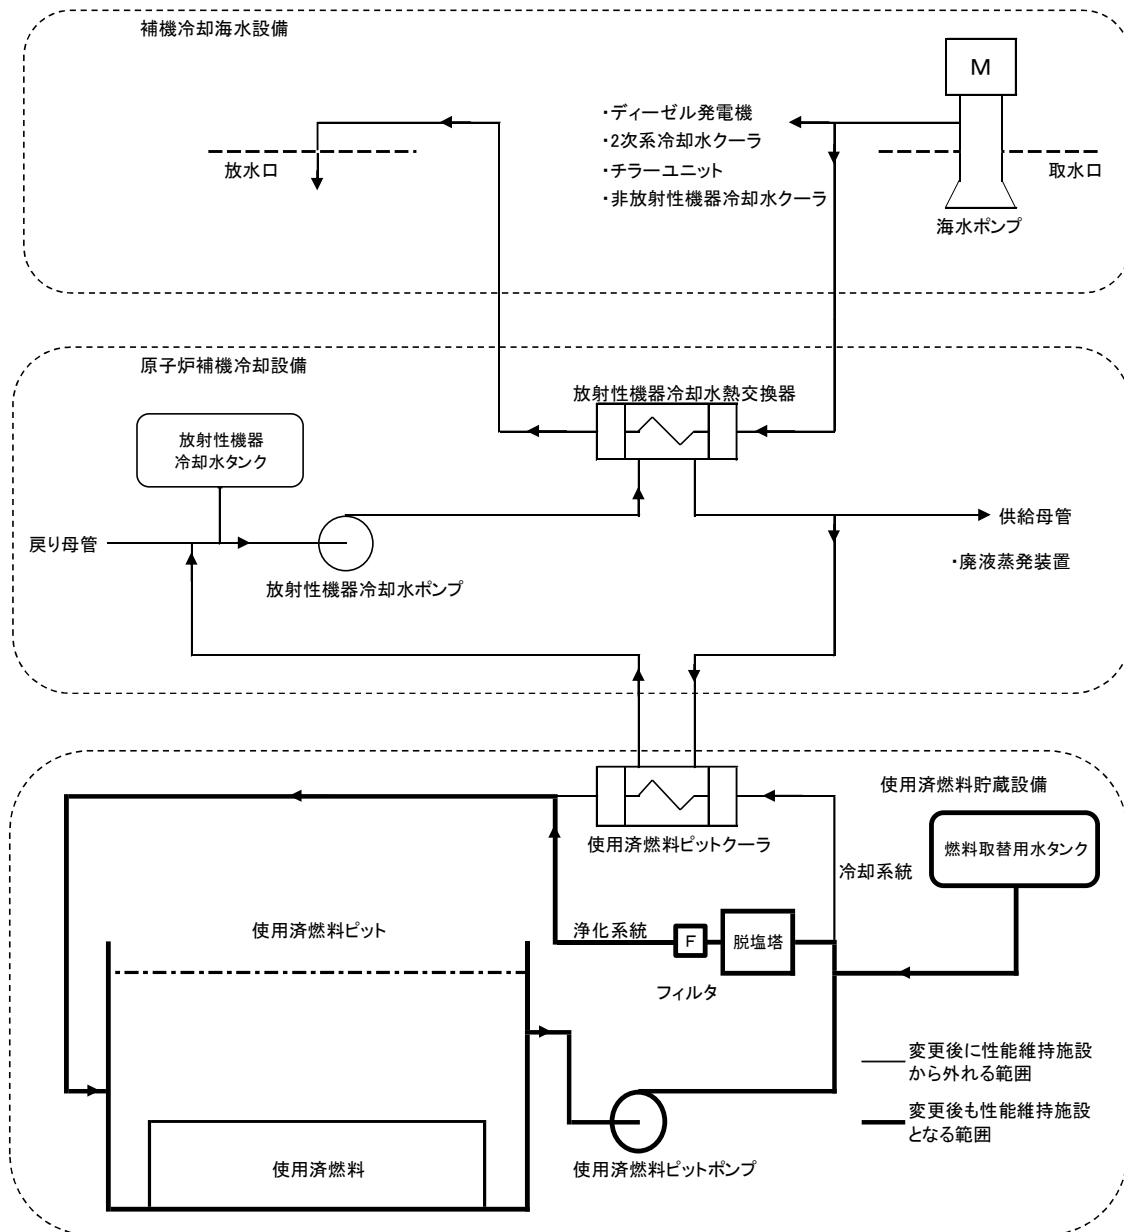 補機冷却海水設備
M
・ディーゼル発電機
・2次系冷却水クーラ
・チラーユニット
・非放射性機器冷却水クーラ
放水口
取水口
海水ポンプ
原子炉補機冷却設備
放射性機器冷却水熱交換器
放射性機器
冷却水タンク
戻り母管
供給母管
・廃液蒸発装置
放射性機器冷却水ポンプ
使用済燃料貯蔵設備
使用済燃料ピットクーラ
燃料取替用水タンク
冷却系統
使用済燃料ピット
浄化系統
F
脱塩塔
フィルタ
変更後に性能維持施設
から外れる範囲
変更後も性能維持施設
となる範囲
使用済燃料
使用済燃料ピットポンプ